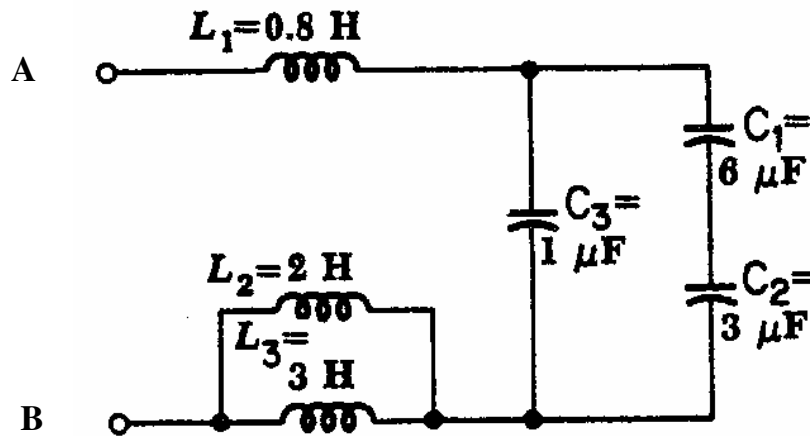 L₁=0.8 H
A
C₁=
6 μF
C₃=
1 μF
L₂=2 H
C₂=
3 μF
L₃=
3 H
B